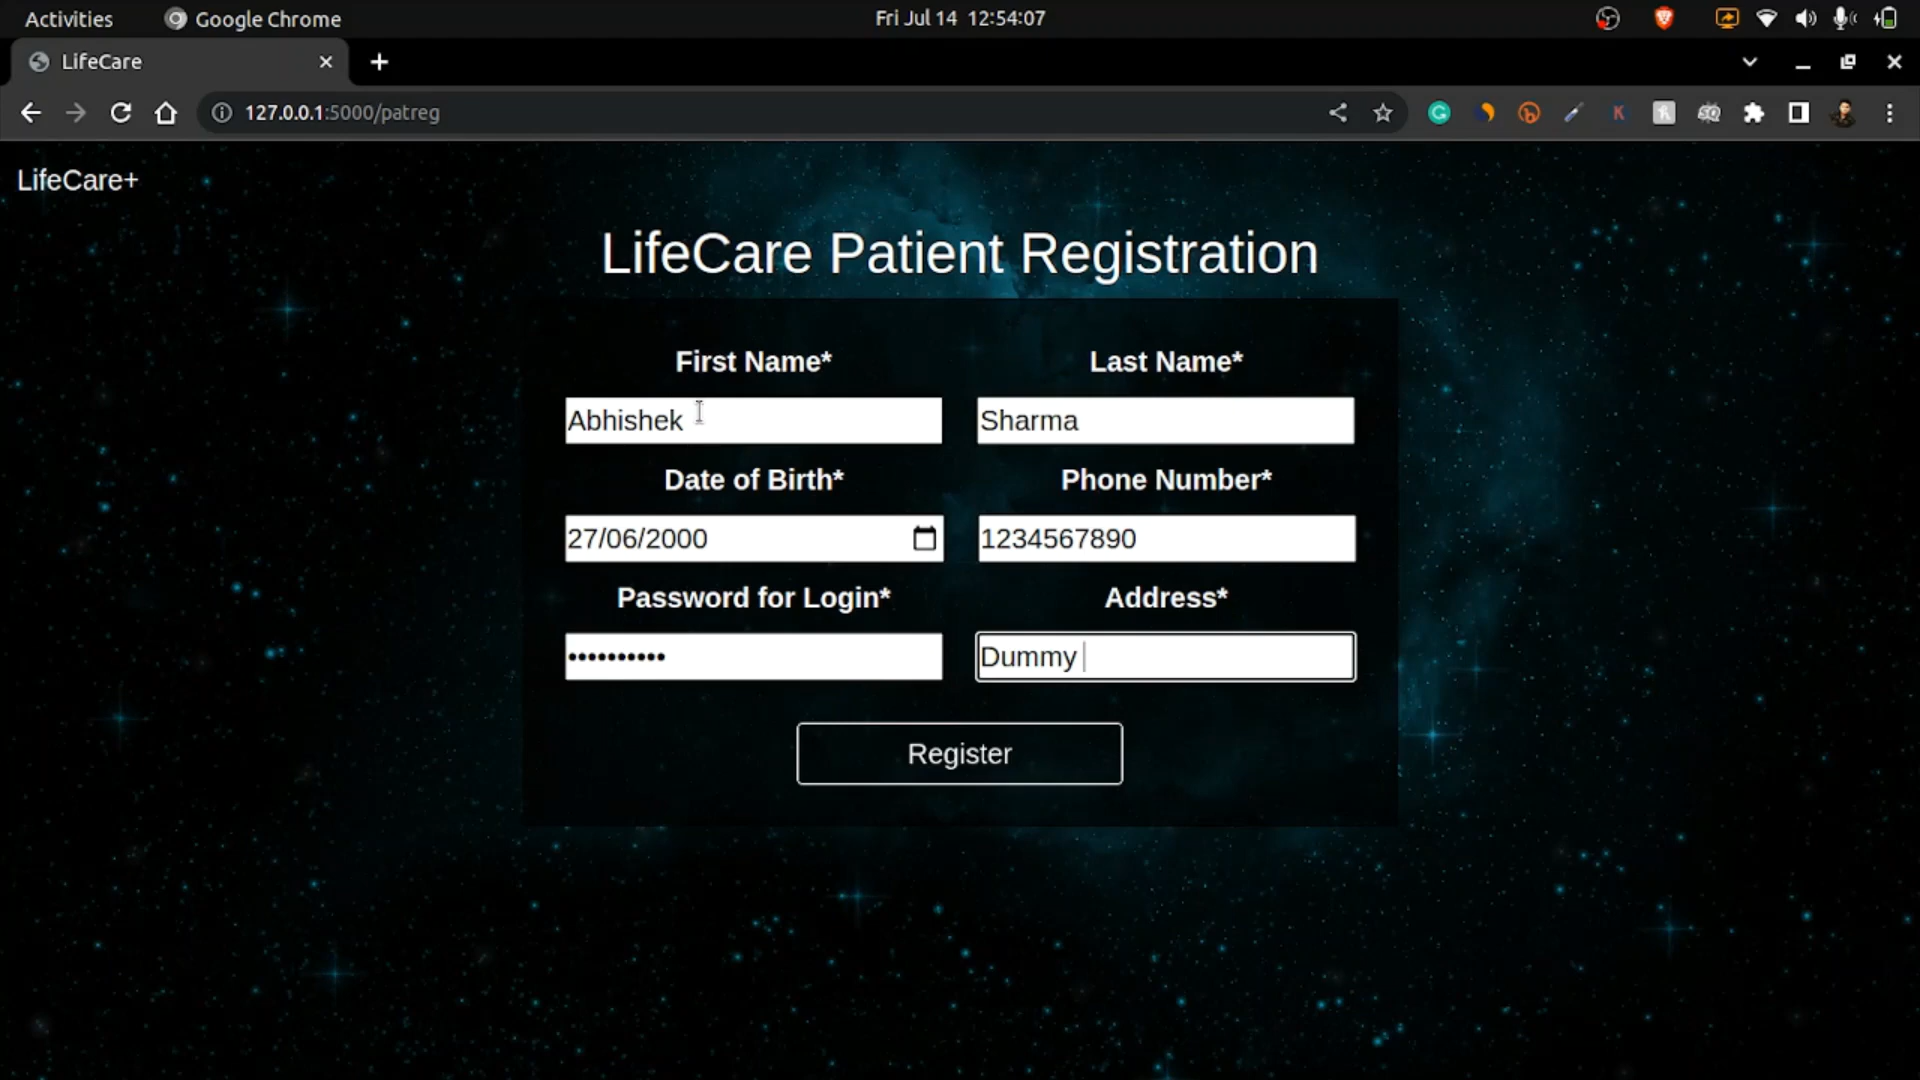 Activities Google Chrome Fri Jul 14 12:54:07
LifeCare
127.0.0.1:5000/patreg
LifeCare+
LifeCare Patient Registration
First Name* Last Name*
Abhishek Sharma
Date of Birth* Phone Number*
27/06/2000 1234567890
Password for Login* Address*
•••••••••• Dummy
Register